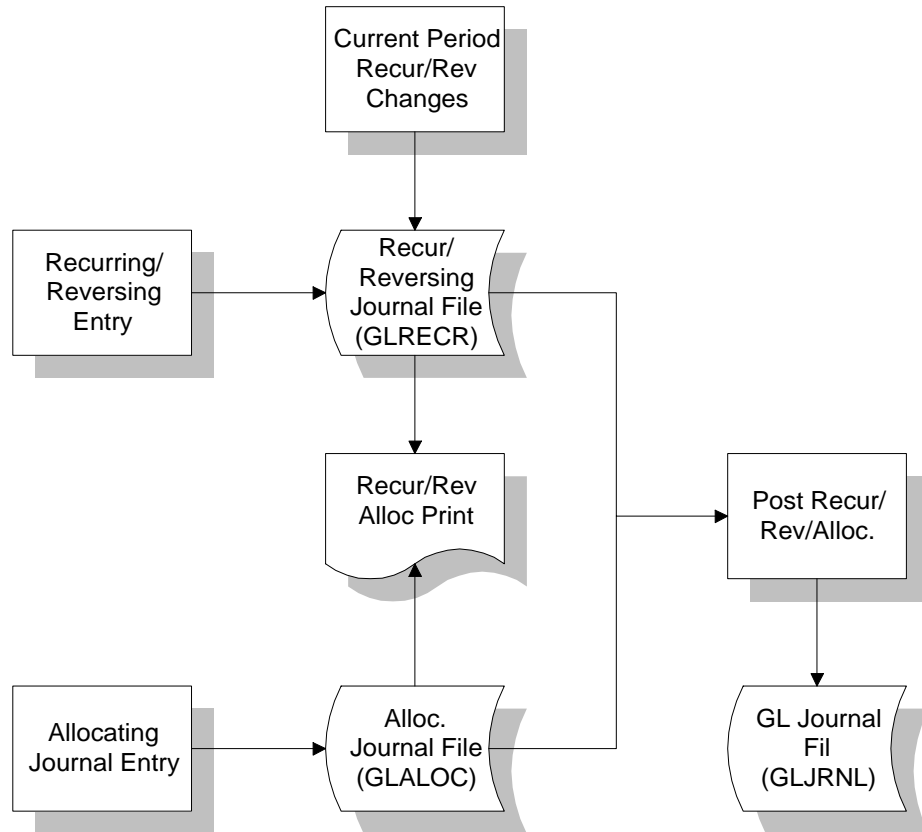 Current Period
Recur/Rev
Changes
Recurring/
Reversing
Entry
Recur/
Reversing
Journal File
(GLRECR)
Recur/Rev
Alloc Print
Post Recur/
Rev/Alloc.
Allocating
Journal Entry
Alloc.
Journal File
(GLALOC)
GL Journal
Fil
(GLJRNL)